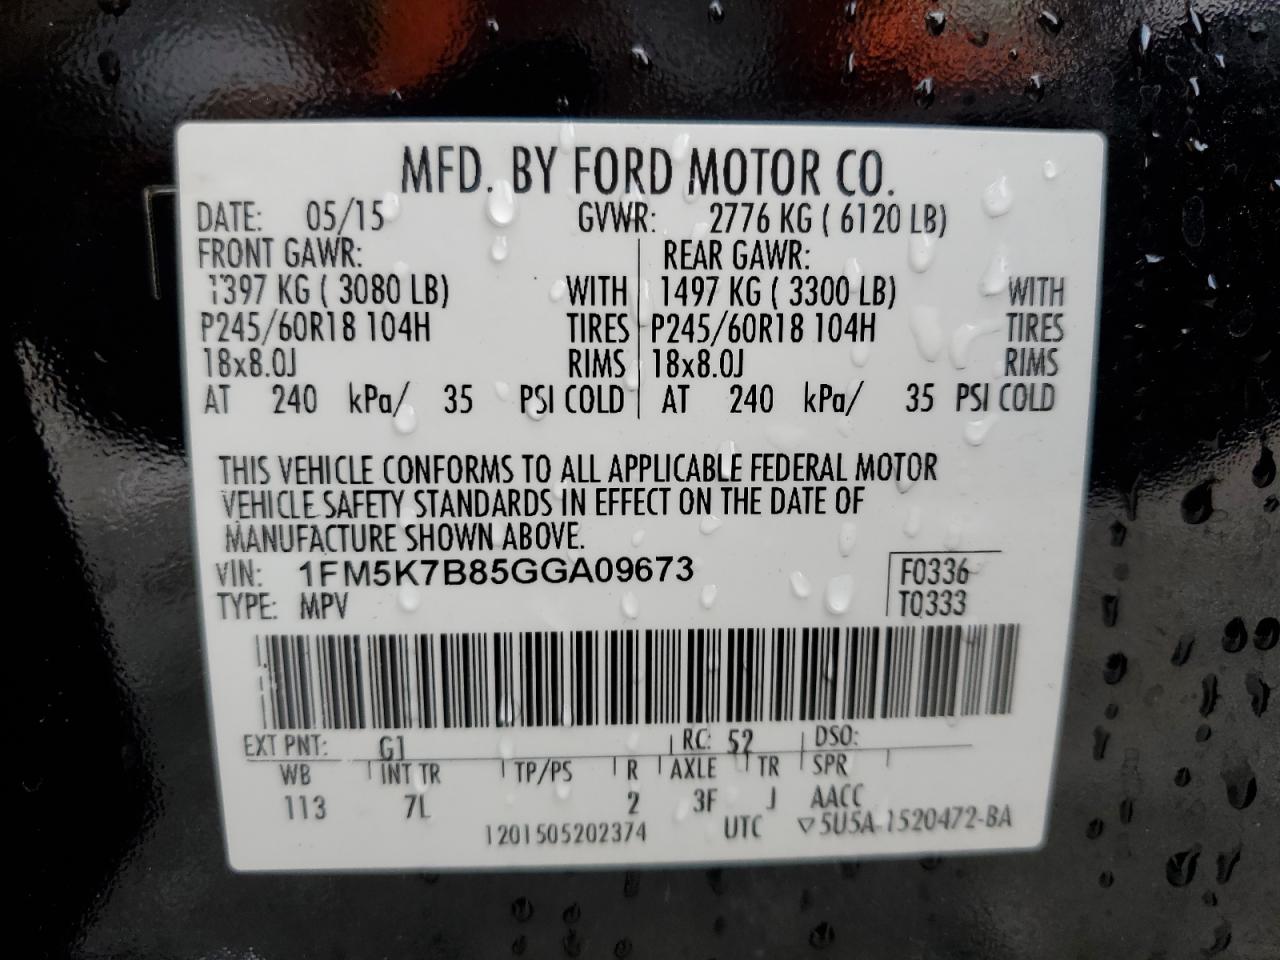 MFD. BY FORD MOTOR CO.
DATE: 05/15 GVWR: 2776 KG ( 6120 LB)
FRONT GAWR: REAR GAWR:
1397 KG ( 3080 LB) WITH 1497 KG ( 3300 LB) WITH
P245/60R18 104H TIRES P245/60R18 104H TIRES
18x8.0J RIMS 18x8.0J RIMS
AT 240 kPa/ 35 PSI COLD AT 240 kPa/ 35 PSI COLD
THIS VEHICLE CONFORMS TO ALL APPLICABLE FEDERAL MOTOR
VEHICLE SAFETY STANDARDS IN EFFECT ON THE DATE OF
MANUFACTURE SHOWN ABOVE.
VIN: 1FM5K7B85GGA09673 F0336
TYPE: MPV T0333
EXT PNT: G1 RC: 52 DSO:
WB INT TR TP/PS R AXLE TR SPR
113 7L 2 3F J AACC
1201505202374 UTC ▽5U5A-1520472-BA